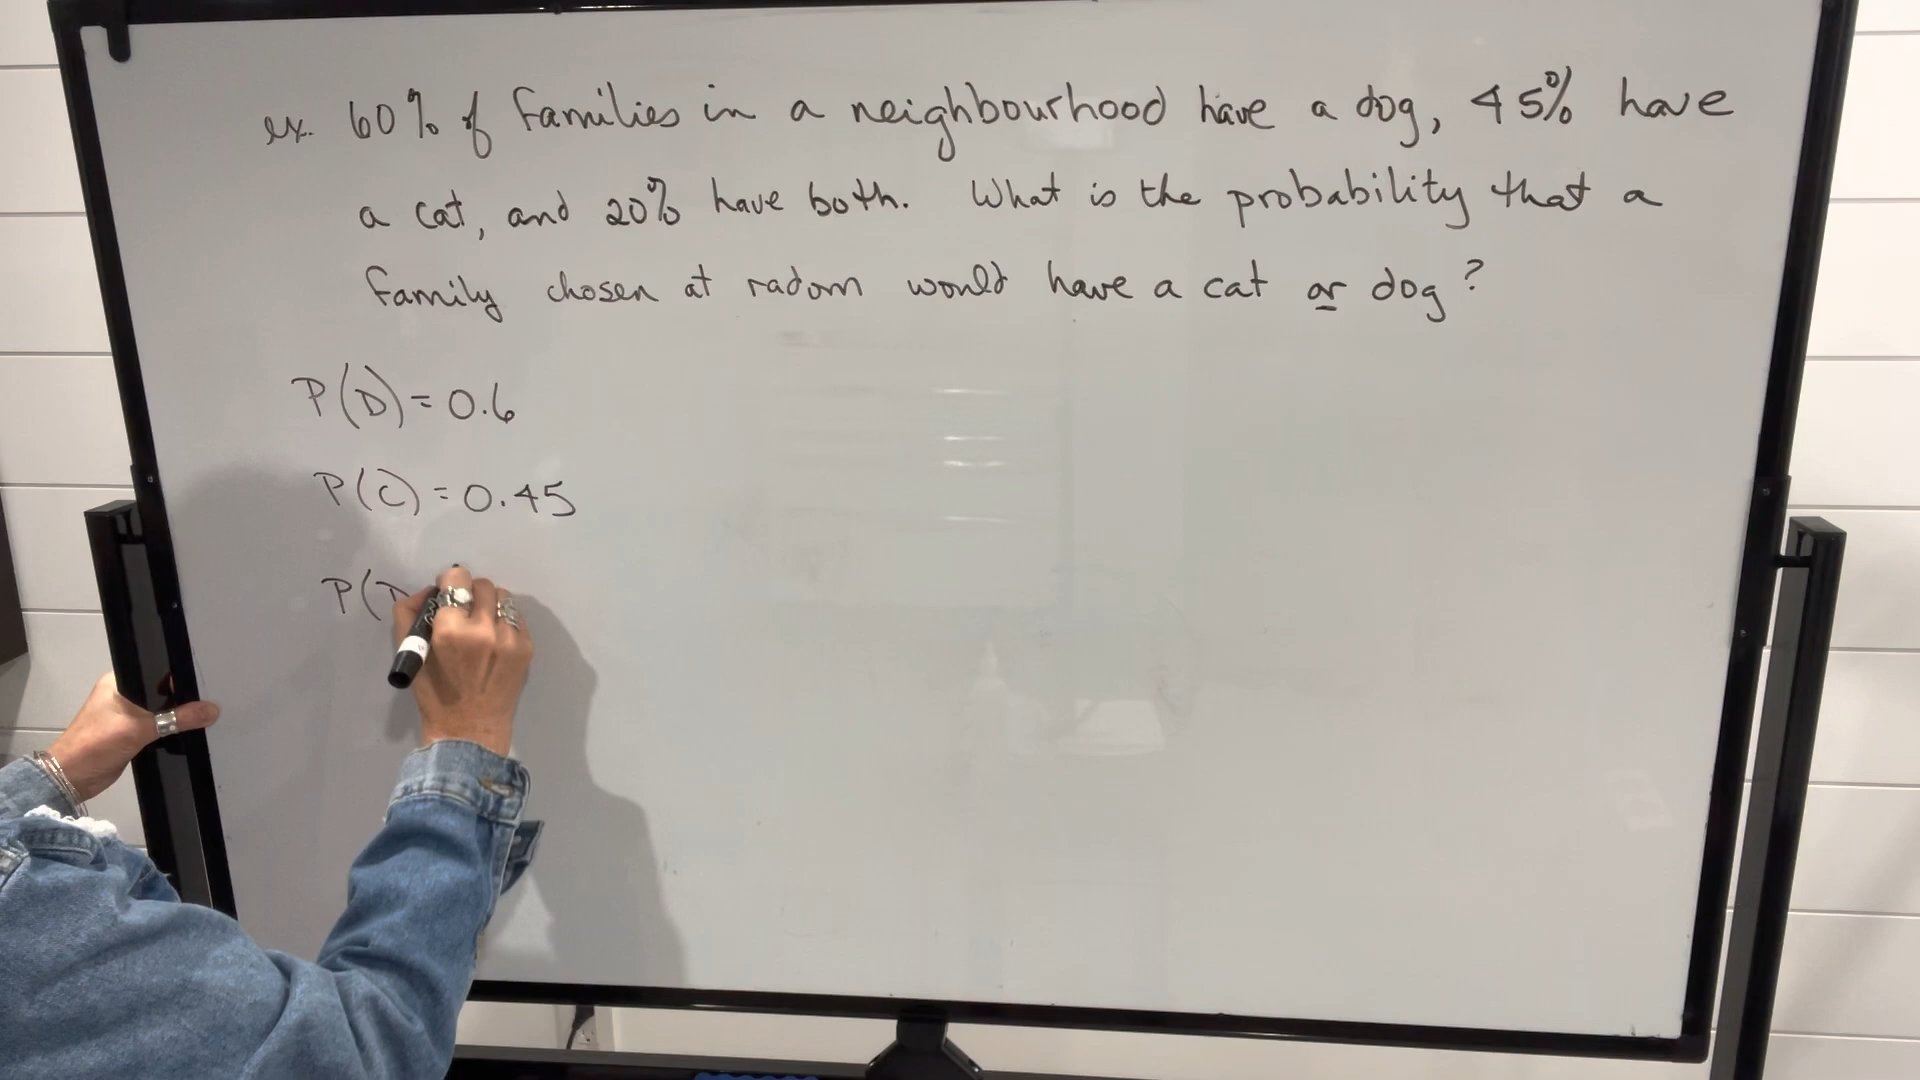 ex. 60% of families in a neighbourhood have a dog, 45% have
a cat, and 20% have both. What is the probability that a
family chosen at radom would have a cat or dog?
P(D) = 0.6
P(C) = 0.45
P(D